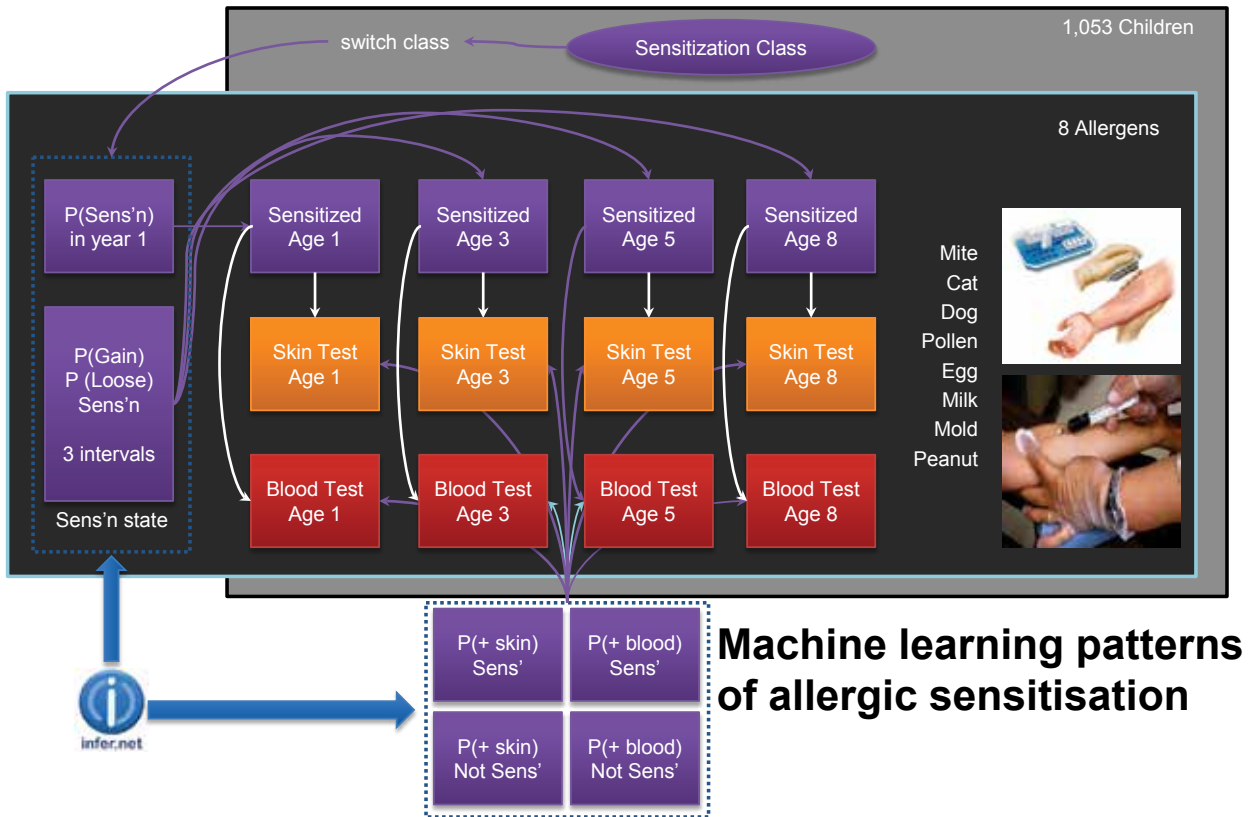 1,053 Children
switch class
Sensitization Class
8 Allergens
P(Sens’n)
in year 1
Sensitized
Age 1
Sensitized
Age 3
Sensitized
Age 5
Sensitized
Age 8
P(Gain)
P (Loose)
Sens’n
3 intervals
Sens’n state
Skin Test
Age 1
Skin Test
Age 3
Skin Test
Age 5
Skin Test
Age 8
Blood Test
Age 1
Blood Test
Age 3
Blood Test
Age 5
Blood Test
Age 8
Mite
Cat
Dog
Pollen
Egg
Milk
Mold
Peanut
P(+ skin)
Sens’
P(+ blood)
Sens’
P(+ skin)
Not Sens’
P(+ blood)
Not Sens’
infer.net
Machine learning patterns
of allergic sensitisation